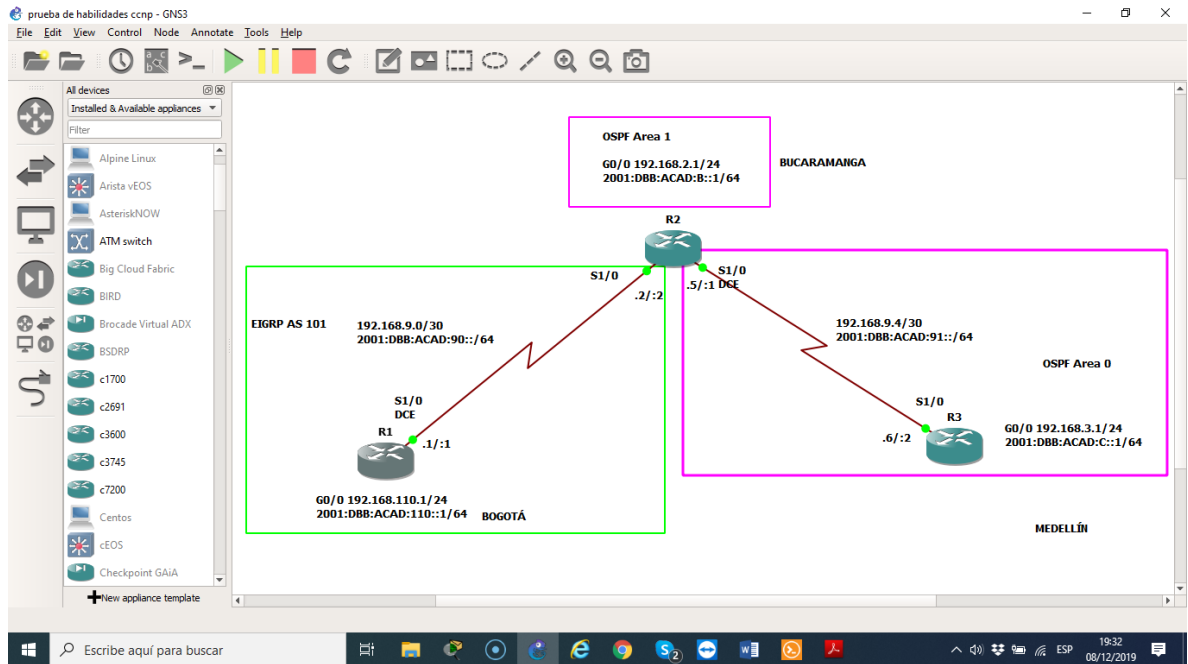 prueba de habilidades ccnp - GNS3
File Edit View Control Node Annotate Tools Help
All devices
Installed & Available appliances
Filter
Alpine Linux
Arista vEOS
AsteriskNOW
ATM switch
Big Cloud Fabric
BIRD
Brocade Virtual ADX
BSDRP
c1700
c2691
c3600
c3745
c7200
Centos
cEOS
Checkpoint GAiA
New appliance template
OSPF Area 1
G0/0 192.168.2.1/24
2001:DBB:ACAD:B::1/64
BUCARAMANGA
R2
S1/0
.2/:2
S1/0
DCE
.5/:1
EIGRP AS 101
192.168.9.0/30
2001:DBB:ACAD:90::/64
192.168.9.4/30
2001:DBB:ACAD:91::/64
OSPF Area 0
S1/0
DCE
R1
.1/:1
S1/0
R3
.6/:2
G0/0 192.168.3.1/24
2001:DBB:ACAD:C::1/64
G0/0 192.168.110.1/24
2001:DBB:ACAD:110::1/64
BOGOTÁ
MEDELLÍN
Escribe aquí para buscar
2
ESP
19:32
08/12/2019